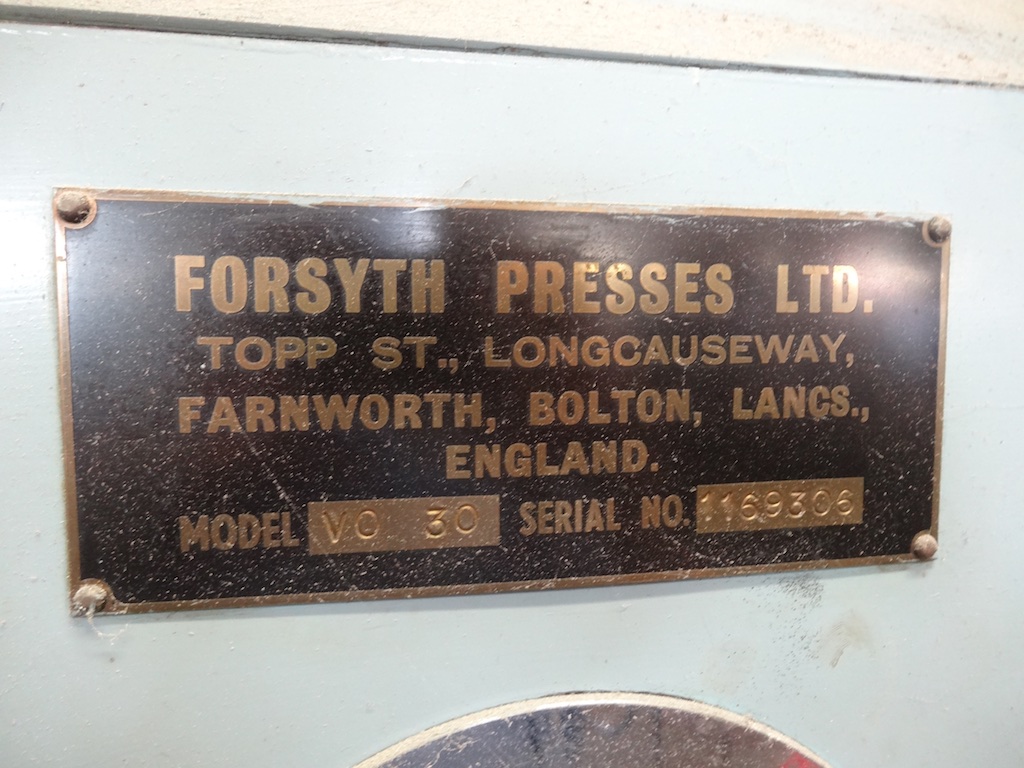 FORSYTH PRESSES LTD.
TOPP ST., LONGCAUSEWAY,
FARNWORTH, BOLTON, LANCS.,
ENGLAND.
MODEL VO 30 SERIAL NO. 1169306